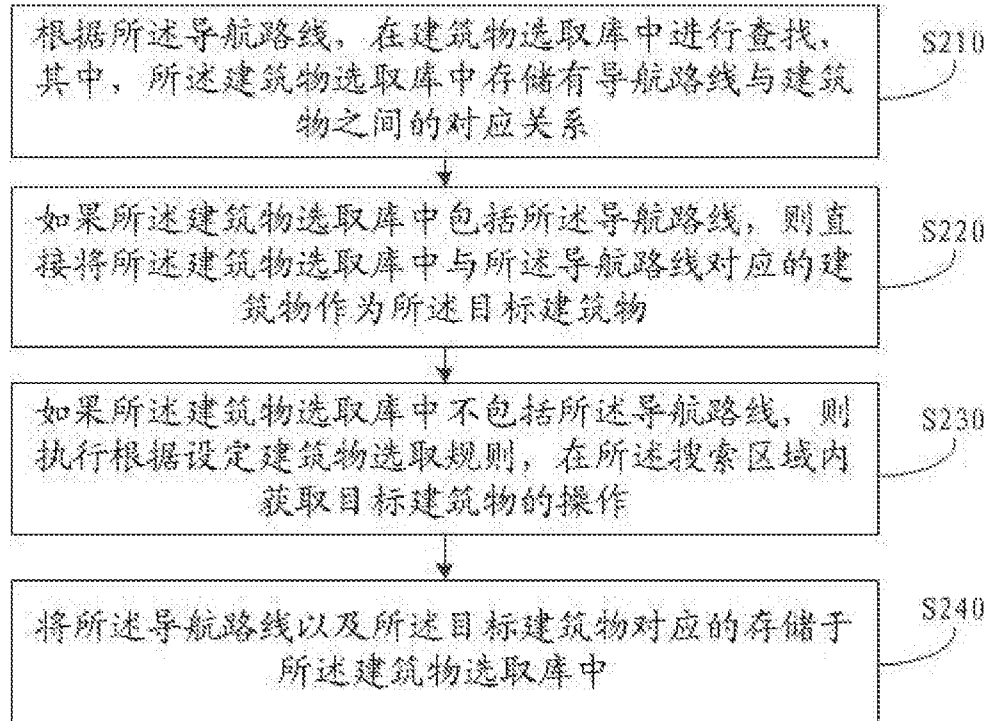 根据所述导航路线，在建筑物选取库中进行查找，
其中，所述建筑物选取库中存储有导航路线与建筑
物之间的对应关系
S210
如果所述建筑物选取库中包括所述导航路线，则直
接将所述建筑物选取库中与所述导航路线对应的建
筑物作为所述目标建筑物
S220
如果所述建筑物选取库中不包括所述导航路线，则
执行根据设定建筑物选取规则，在所述搜索区域内
获取目标建筑物的操作
S230
将所述导航路线以及所述目标建筑物对应的存储于
所述建筑物选取库中
S240